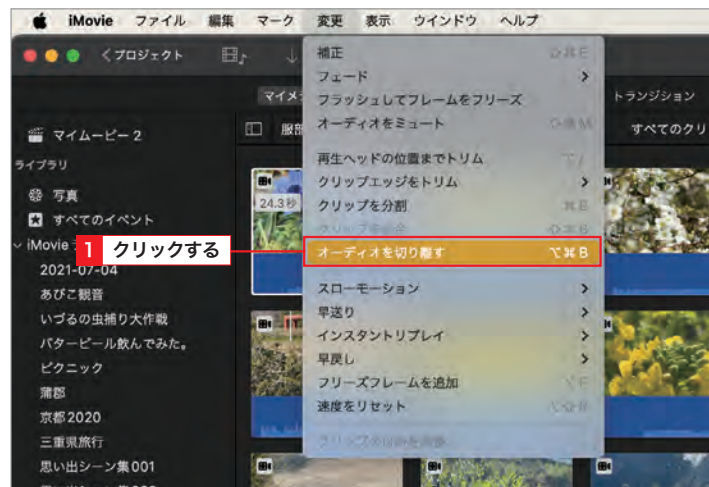 iMovie ファイル 編集 マーク 変更 表示 ウインドウ ヘルプ
プロジェクト
マイメ
トランジション
マイムービー 2
服部
すべてのクリ
ライブラリ
写真
すべてのイベント
iMovie
2021-07-04
あびこ観音
いづるの虫捕り大作戦
バタービール飲んでみた。
ピクニック
蒲郡
京都2020
三重県旅行
思い出シーン集001
24.3秒
1 クリックする
補正 ⇧⌘E
フェード
フラッシュしてフレームをフリーズ
オーディオをミュート ⇧⌘M
再生ヘッドの位置までトリム ⌥/
クリップエッジをトリム
クリップを分割 ⌘B
オーディオを切り離す ⌥⌘B
スローモーション
早送り
インスタントリプレイ
早戻し
フリーズフレームを追加 ⌥F
速度をリセット ⌥⇧R